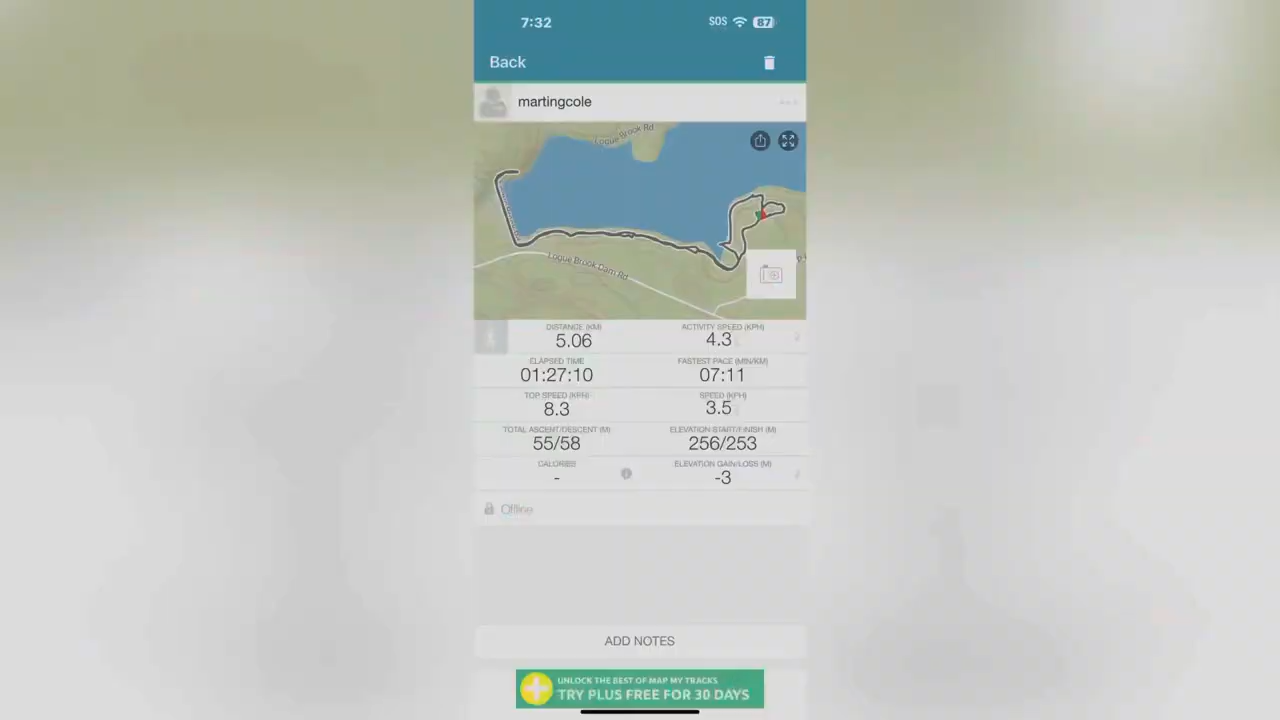 7:32 SOS 87
Back
martingcole
Logue Brook Rd
Logue Brook Dam Rd
DISTANCE (KM) ACTIVITY SPEED (KPH)
5.06 4.3
ELAPSED TIME FASTEST PACE (MIN/KM)
01:27:10 07:11
TOP SPEED (KPH) SPEED (KPH)
8.3 3.5
TOTAL ASCENT/DESCENT (M) ELEVATION START/FINISH (M)
55/58 256/253
CALORIES ELEVATION GAIN/LOSS (M)
- -3
Offline
ADD NOTES
UNLOCK THE BEST OF MAP MY TRACKS
TRY PLUS FREE FOR 30 DAYS